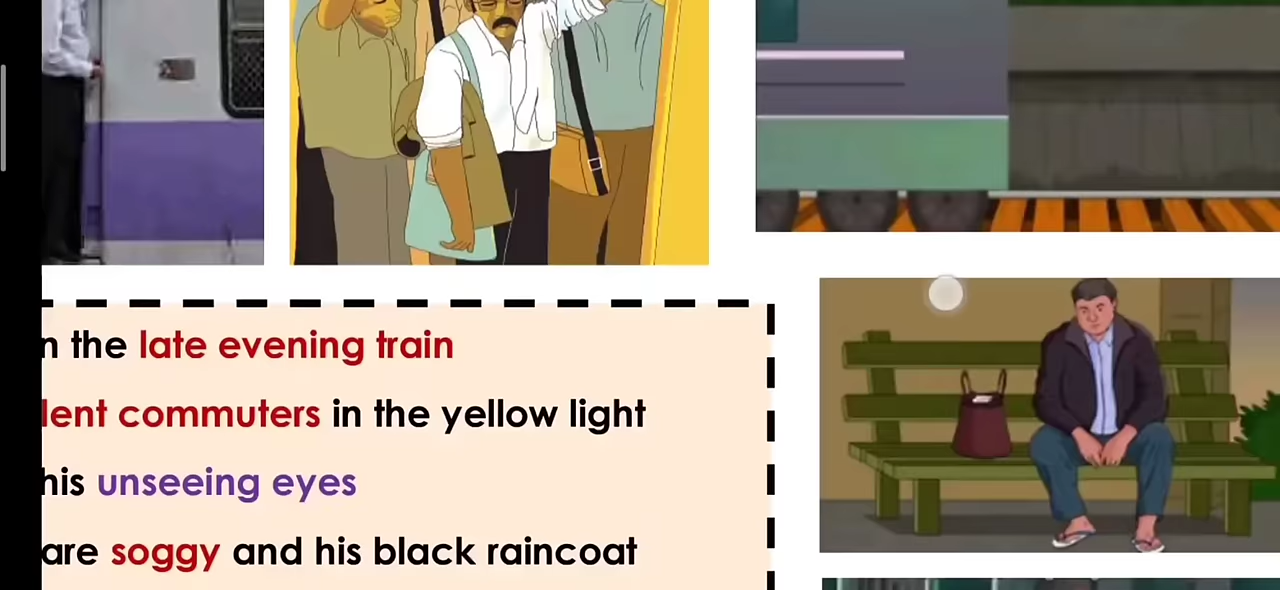 n the late evening train
lent commuters in the yellow light
his unseeing eyes
are soggy and his black raincoat